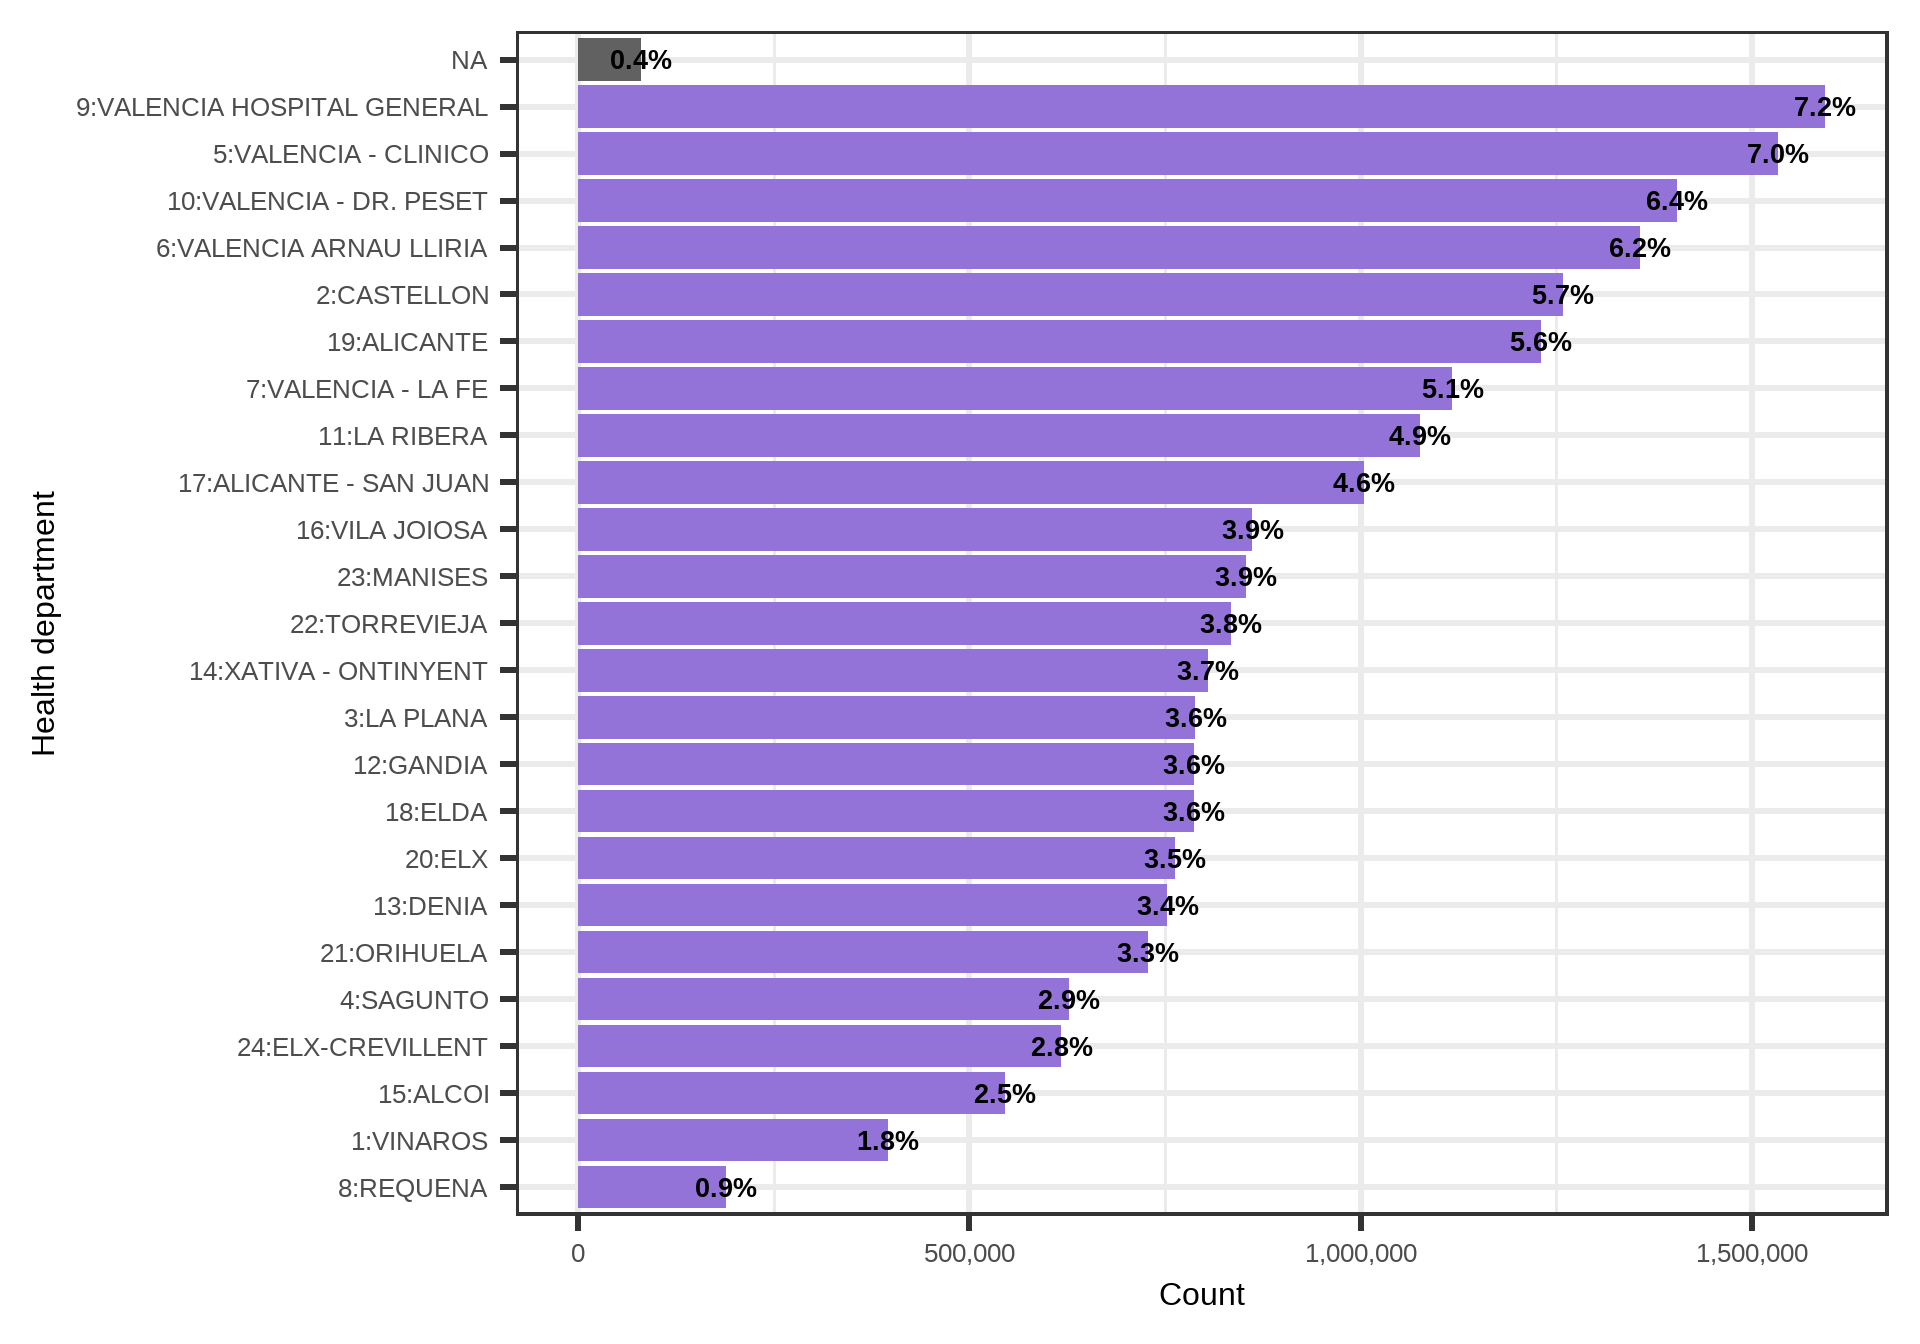 Health department
NA 0.4%
9:VALENCIA HOSPITAL GENERAL 7.2%
5:VALENCIA - CLINICO 7.0%
10:VALENCIA - DR. PESET 6.4%
6:VALENCIA ARNAU LLIRIA 6.2%
2:CASTELLON 5.7%
19:ALICANTE 5.6%
7:VALENCIA - LA FE 5.1%
11:LA RIBERA 4.9%
17:ALICANTE - SAN JUAN 4.6%
16:VILA JOIOSA 3.9%
23:MANISES 3.9%
22:TORREVIEJA 3.8%
14:XATIVA - ONTINYENT 3.7%
3:LA PLANA 3.6%
12:GANDIA 3.6%
18:ELDA 3.6%
20:ELX 3.5%
13:DENIA 3.4%
21:ORIHUELA 3.3%
4:SAGUNTO 2.9%
24:ELX-CREVILLENT 2.8%
15:ALCOI 2.5%
1:VINAROS 1.8%
8:REQUENA 0.9%
0 500,000 1,000,000 1,500,000
Count